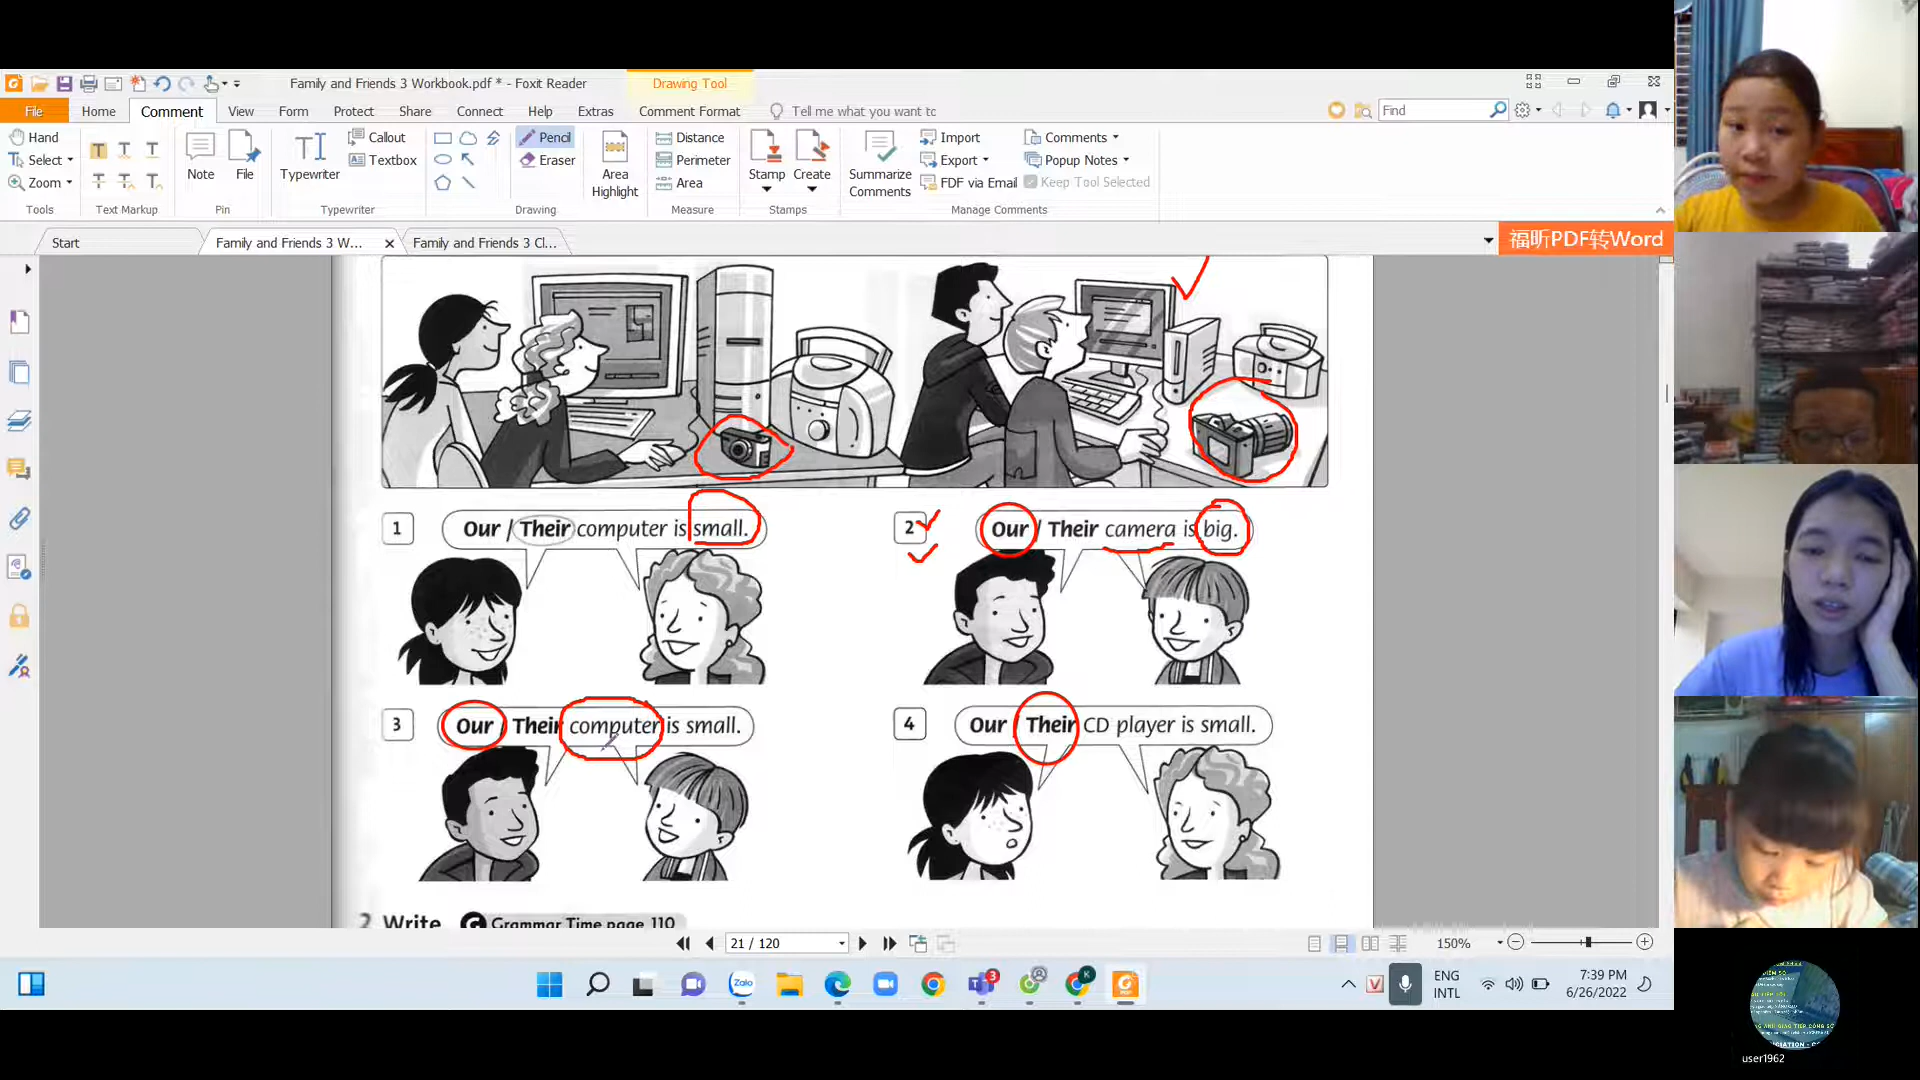 Family and Friends 3 Workbook.pdf * - Foxit Reader
Drawing Tool
File Home Comment View Form Protect Share Connect Help Extras Comment Format Tell me what you want to
Find
Hand
Select
Zoom
Tools
Text Markup
Note
File
Pin
Typewriter
Callout
Textbox
Typewriter
Pencil
Eraser
Drawing
Area Highlight
Distance
Perimeter
Area
Measure
Stamp
Create
Stamps
Summarize Comments
Import
Export
FDF via Email
Comments
Popup Notes
Keep Tool Selected
Manage Comments
Start
Family and Friends 3 W...
Family and Friends 3 Cl...
福昕PDF转Word
1 Our / Their computer is small.
2 Our / Their camera is big.
3 Our / Their computer is small.
4 Our / Their CD player is small.
2 Write G Grammar Time page 110
21 / 120
150%
Zalo
3
K
ENG
INTL
7:39 PM
6/26/2022
user1962